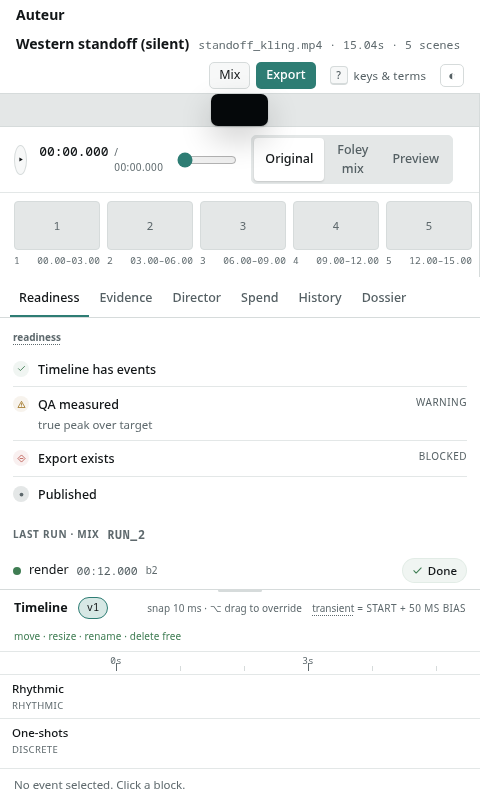 Auteur
Western standoff (silent) standoff_kling.mp4 · 15.04s · 5 scenes
Mix Export ? keys & terms
00:00.000 / 00:00.000 Original Foley mix Preview
1 2 3 4 5
1 00.00–03.00 2 03.00–06.00 3 06.00–09.00 4 09.00–12.00 5 12.00–15.00
Readiness Evidence Director Spend History Dossier
readiness
Timeline has events
QA measured WARNING
true peak over target
Export exists BLOCKED
Published
LAST RUN · MIX RUN_2
render 00:12.000 b2 Done
Timeline v1 snap 10 ms · ⌥ drag to override transient = START + 50 MS BIAS
move · resize · rename · delete free
0s 3s
Rhythmic
RHYTHMIC
One-shots
DISCRETE
No event selected. Click a block.